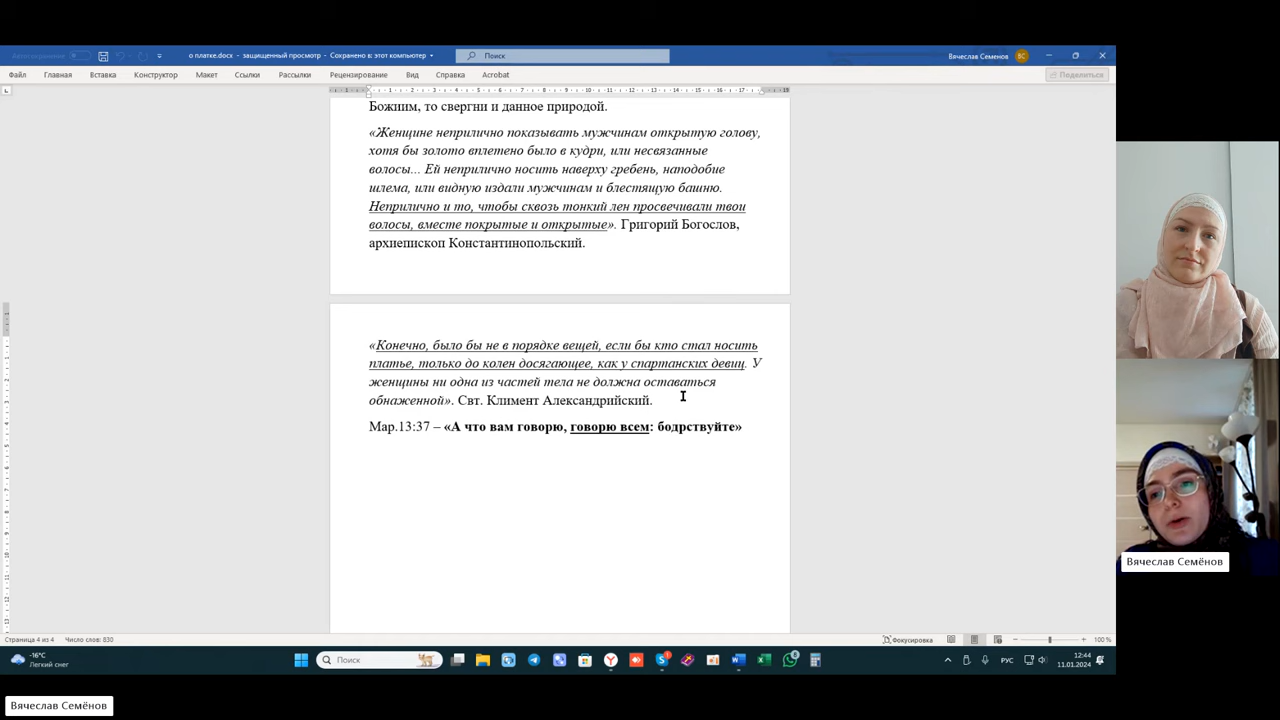 о платке.docx - защищенный просмотр - Сохранено в: этот компьютер
Поиск
Вячеслав Семенов
ВС
Файл Главная Вставка Конструктор Макет Ссылки Рассылки Рецензирование Вид Справка Acrobat
Поделиться
Божиим, то свергни и данное природой.
«Женщине неприлично показывать мужчинам открытую голову,
хотя бы золото вплетено было в кудри, или несвязанные
волосы... Ей неприлично носить наверху гребень, наподобие
шлема, или видную издали мужчинам и блестящую башню.
Неприлично и то, чтобы сквозь тонкий лен просвечивали твои
волосы, вместе покрытые и открытые». Григорий Богослов,
архиепископ Константинопольский.
«Конечно, было бы не в порядке вещей, если бы кто стал носить
платье, только до колен досягающее, как у спартанских девиц. У
женщины ни одна из частей тела не должна оставаться
обнаженной». Свт. Климент Александрийский.
Мар.13:37 – «А что вам говорю, говорю всем: бодрствуйте»
Вячеслав Семёнов
Страница 4 из 4 Число слов: 830
Фокусировка
100 %
-16°C
Легкий снег
Поиск
РУС
12:44
11.01.2024
Вячеслав Семёнов